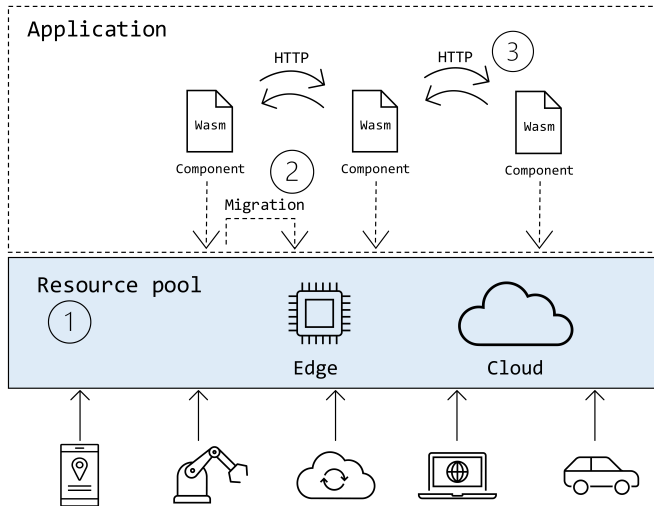 Application
HTTP
HTTP
3
Wasm
Wasm
Wasm
Component
Component
Component
2
Migration
Resource pool
1
Edge
Cloud